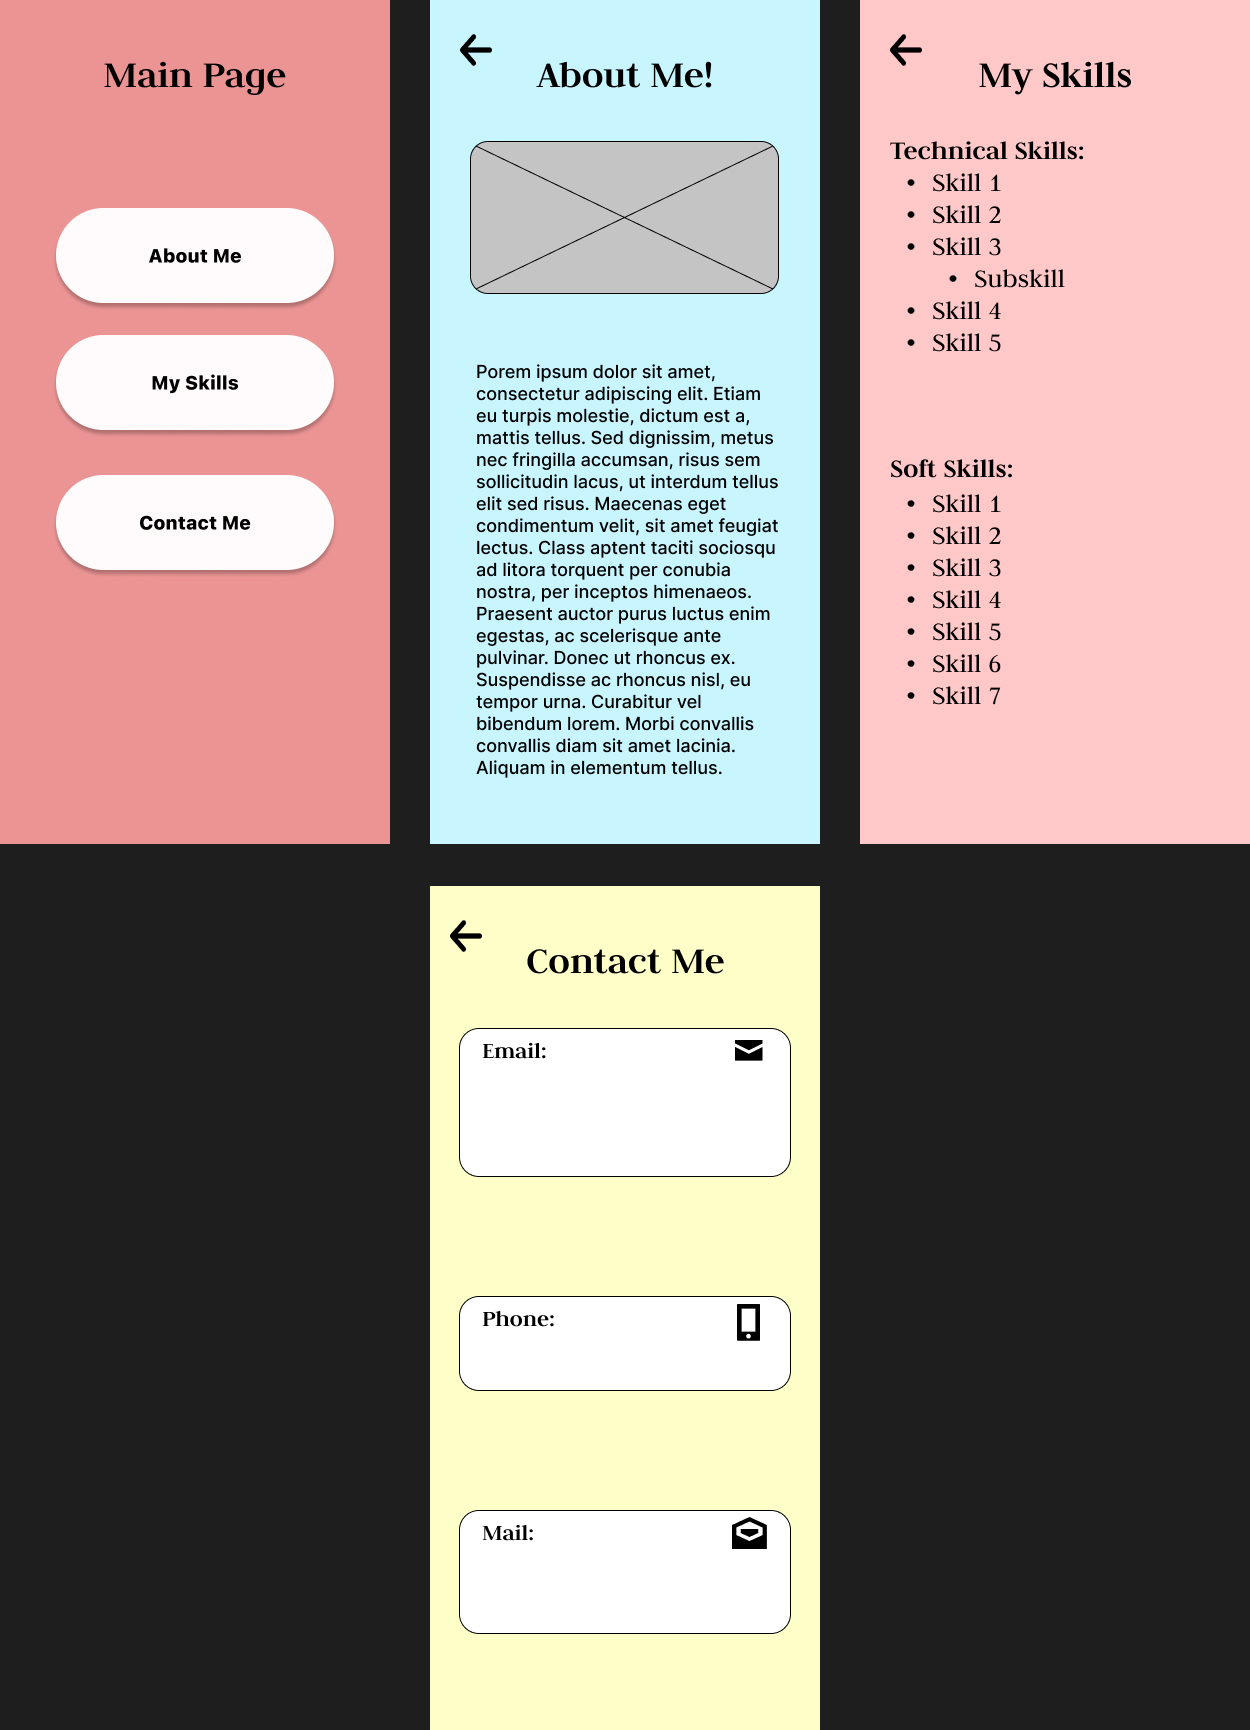 Main Page
About Me
My Skills
Contact Me
About Me!
Porem ipsum dolor sit amet,
consectetur adipiscing elit. Etiam
eu turpis molestie, dictum est a,
mattis tellus. Sed dignissim, metus
nec fringilla accumsan, risus sem
sollicitudin lacus, ut interdum tellus
elit sed risus. Maecenas eget
condimentum velit, sit amet feugiat
lectus. Class aptent taciti sociosqu
ad litora torquent per conubia
nostra, per inceptos himenaeos.
Praesent auctor purus luctus enim
egestas, ac scelerisque ante
pulvinar. Donec ut rhoncus ex.
Suspendisse ac rhoncus nisl, eu
tempor urna. Curabitur vel
bibendum lorem. Morbi convallis
convallis diam sit amet lacinia.
Aliquam in elementum tellus.
My Skills
Technical Skills:
• Skill 1
• Skill 2
• Skill 3
• Subskill
• Skill 4
• Skill 5
Soft Skills:
• Skill 1
• Skill 2
• Skill 3
• Skill 4
• Skill 5
• Skill 6
• Skill 7
Contact Me
Email:
Phone:
Mail: